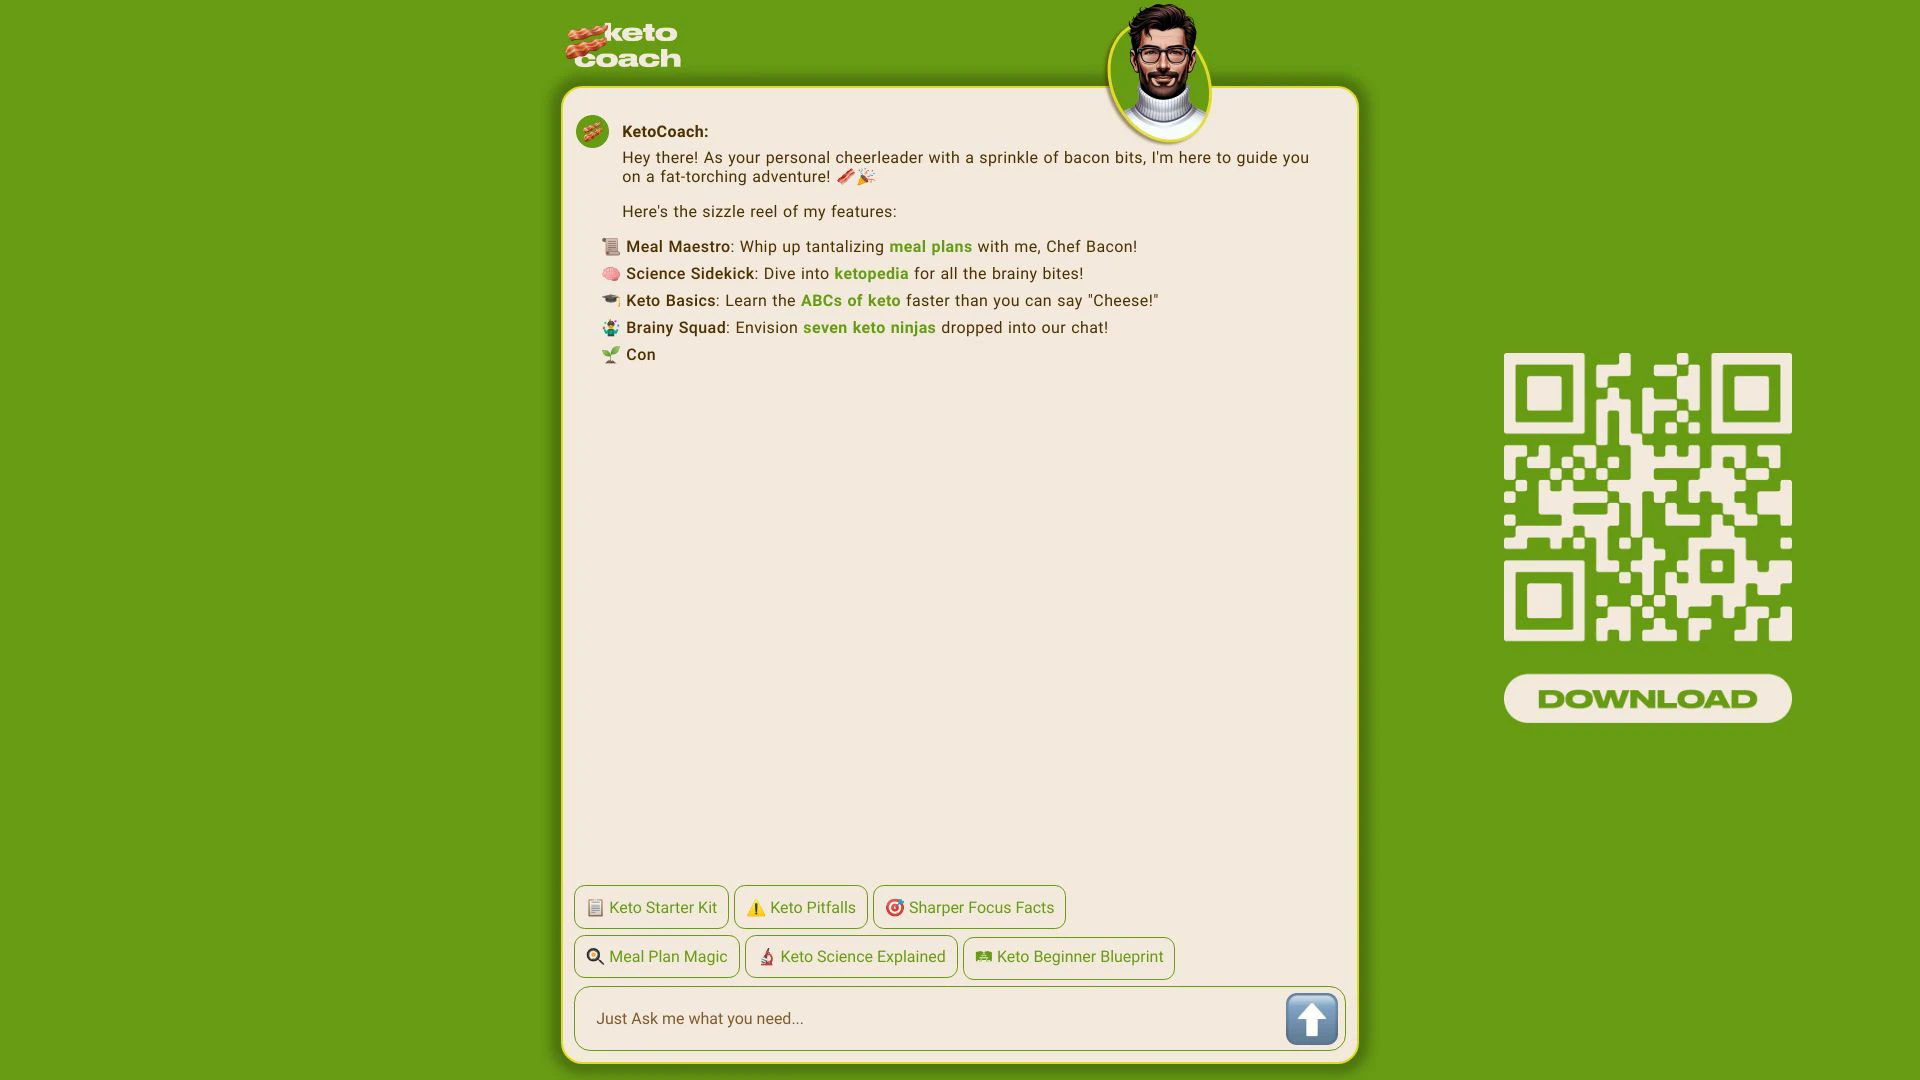 keto
coach
KetoCoach:
Hey there! As your personal cheerleader with a sprinkle of bacon bits, I'm here to guide you
on a fat-torching adventure! 🥓🎉
Here's the sizzle reel of my features:
📜 Meal Maestro: Whip up tantalizing meal plans with me, Chef Bacon!
🧠 Science Sidekick: Dive into ketopedia for all the brainy bites!
🎓 Keto Basics: Learn the ABCs of keto faster than you can say "Cheese!"
🤹 Brainy Squad: Envision seven keto ninjas dropped into our chat!
🌱 Con
📋 Keto Starter Kit
⚠️ Keto Pitfalls
🎯 Sharper Focus Facts
🍳 Meal Plan Magic
🔬 Keto Science Explained
🗺 Keto Beginner Blueprint
Just Ask me what you need...
DOWNLOAD